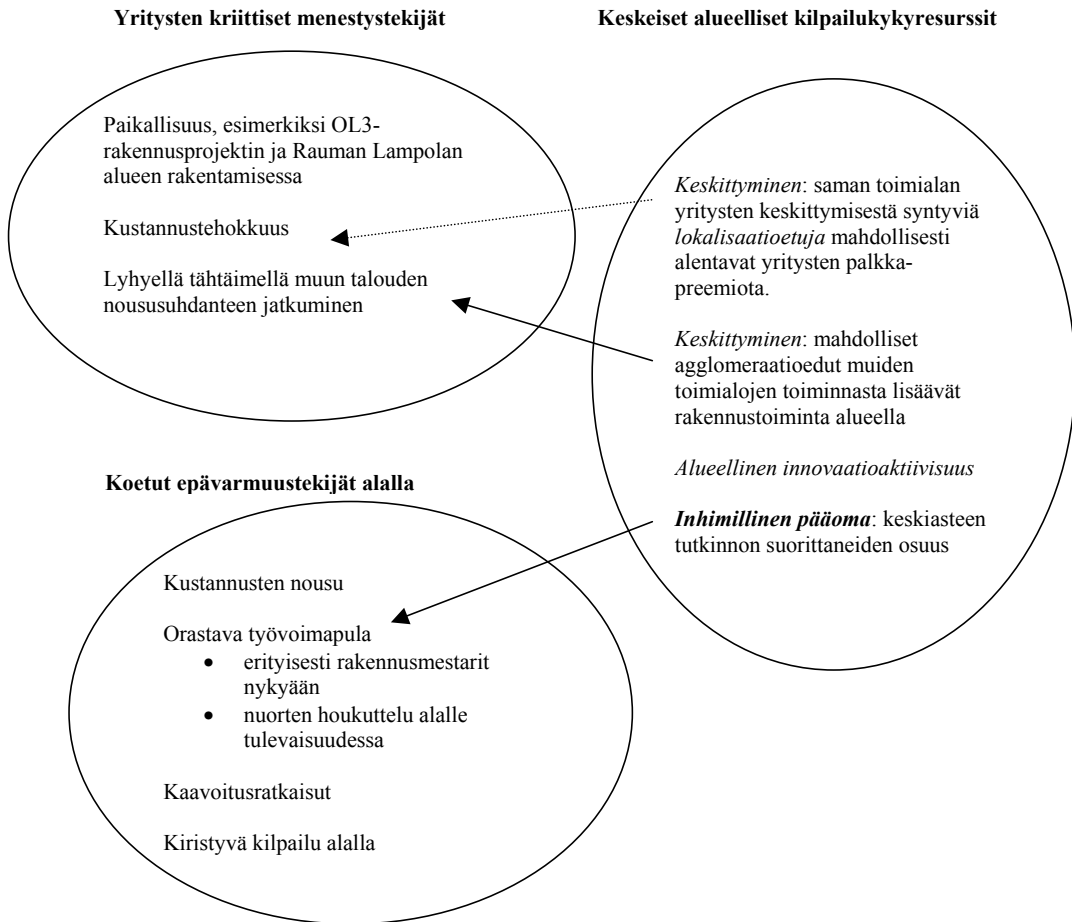 Yritysten kriittiset menestystekijät
Paikallisuus, esimerkiksi OL3-
rakennusprojektin ja Rauman Lampolan
alueen rakentamisessa
Kustannustehokkuus
Lyhyellä tähtäimellä muun talouden
noususuhdanteen jatkuminen
Keskeiset alueelliset kilpailukykyresurssit
Keskittyminen: saman toimialan
yritysten keskittymisestä syntyviä
lokalisaatioetuja mahdollisesti
alentavat yritysten palkka-
preemiota.
Keskittyminen: mahdolliset
agglomeraatioedut muiden
toimialojen toiminnasta lisäävät
rakennustoiminta alueella
Alueellinen innovaatioaktiivisuus
Inhimillinen pääoma: keskiasteen
tutkinnon suorittaneiden osuus
Koetut epävarmuustekijät alalla
Kustannusten nousu
Orastava työvoimapula
• erityisesti rakennusmestarit
nykyään
• nuorten houkuttelu alalle
tulevaisuudessa
Kaavoitusratkaisut
Kiristyvä kilpailu alalla